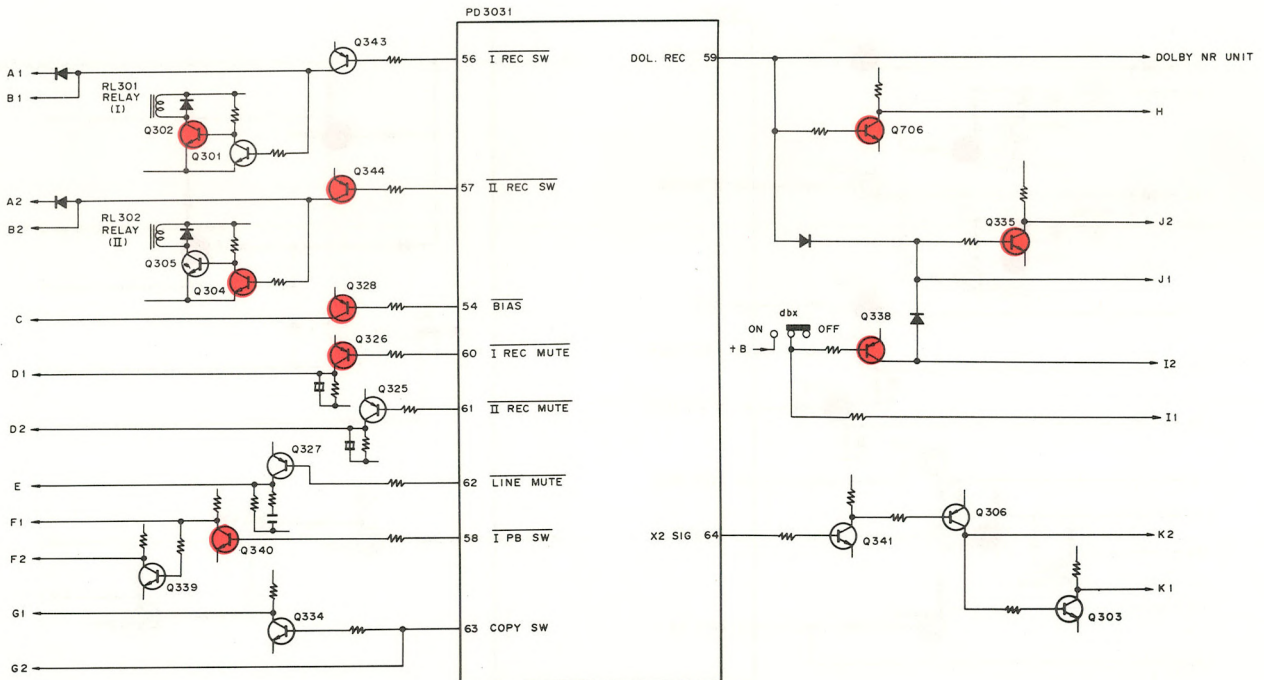 PD3031
Q343
56 I REC SW
DOL. REC 59
DOLBY NR UNIT
A1
B1
RL301
RELAY
(I)
H
Q302
Q301
Q706
Q344
57 II REC SW
A2
B2
RL302
RELAY
(II)
Q335
J2
Q305
Q304
Q328
J1
54 BIAS
C
dbx
ON OFF
+B
Q338
Q326
60 I REC MUTE
I2
D1
Q325
61 II REC MUTE
I1
D2
Q327
62 LINE MUTE
E
F1
58 I PB SW
Q340
X2 SIG 64
Q341
Q306
K2
F2
Q339
K1
G1
Q334
Q303
63 COPY SW
G2